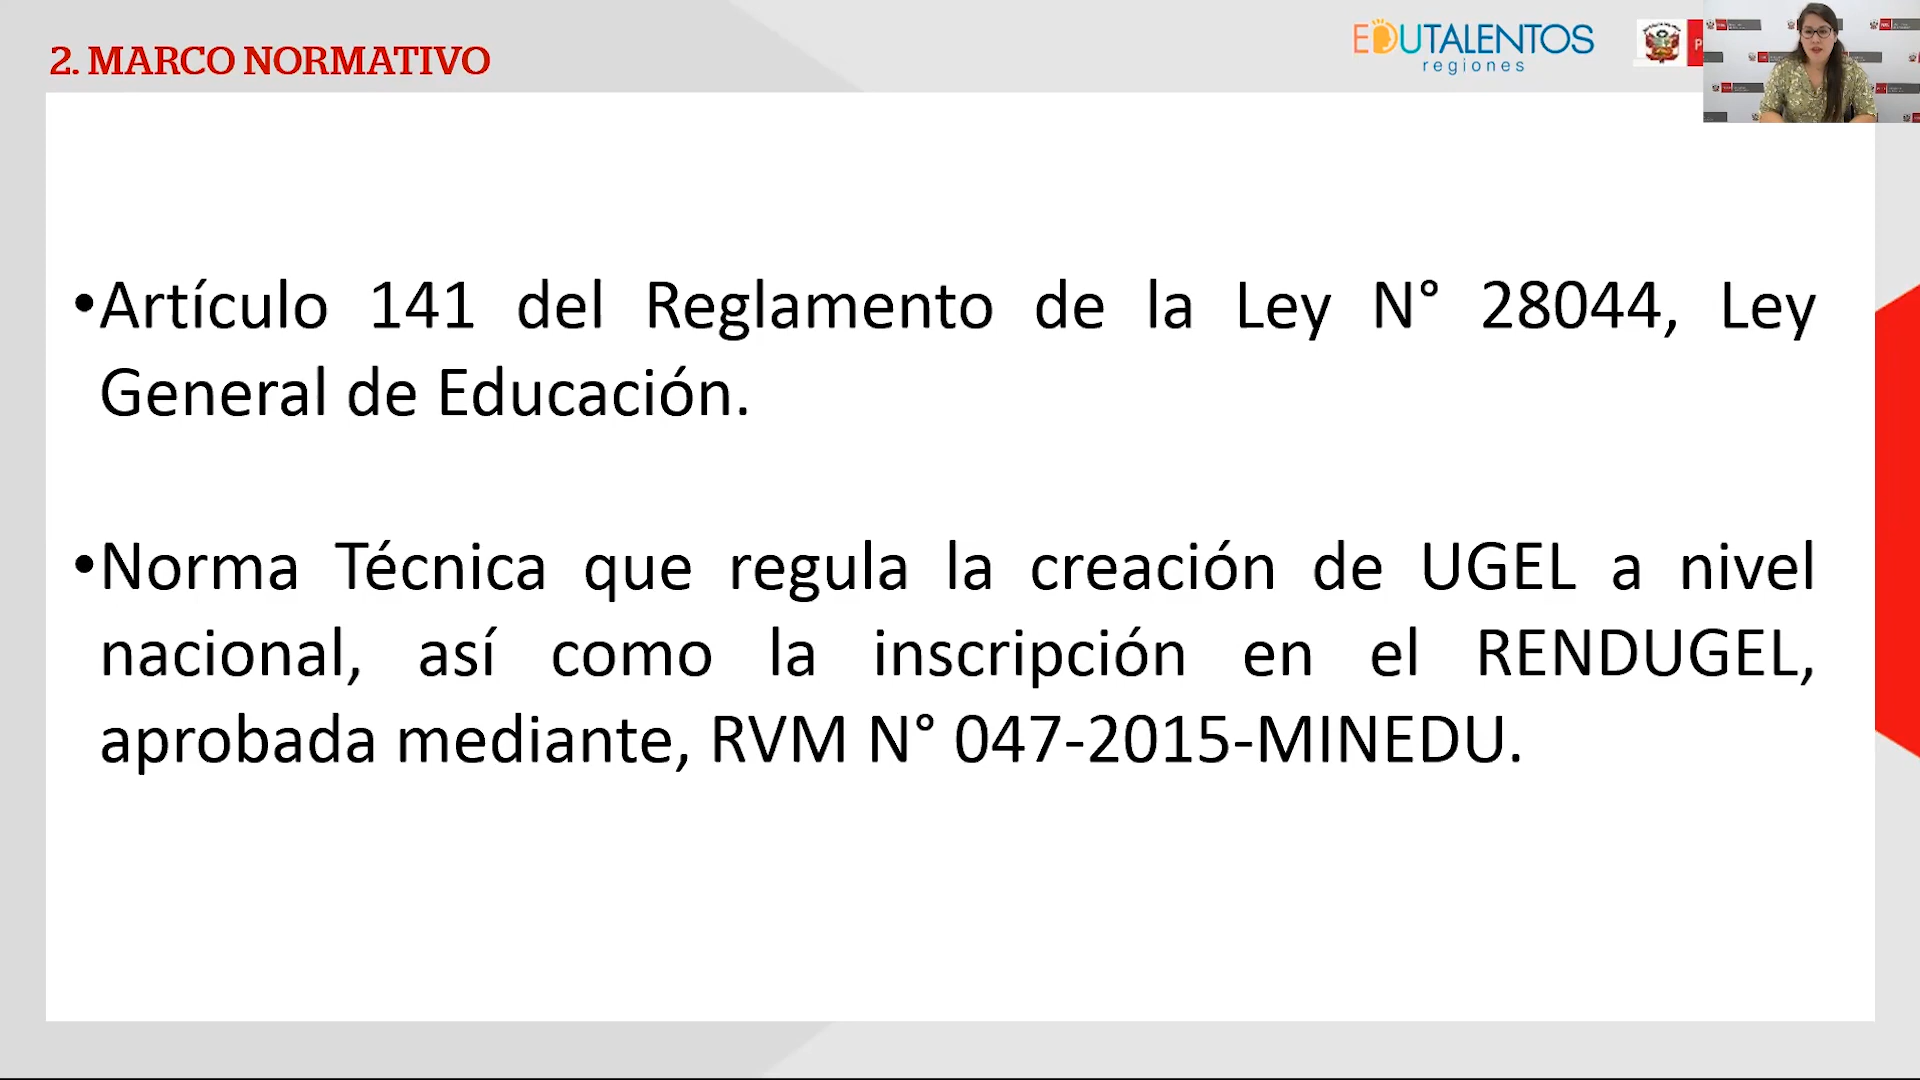 2. MARCO NORMATIVO
EDUTALENTOS
regiones
•Artículo 141 del Reglamento de la Ley N° 28044, Ley
General de Educación.
•Norma Técnica que regula la creación de UGEL a nivel
nacional, así como la inscripción en el RENDUGEL,
aprobada mediante, RVM N° 047-2015-MINEDU.